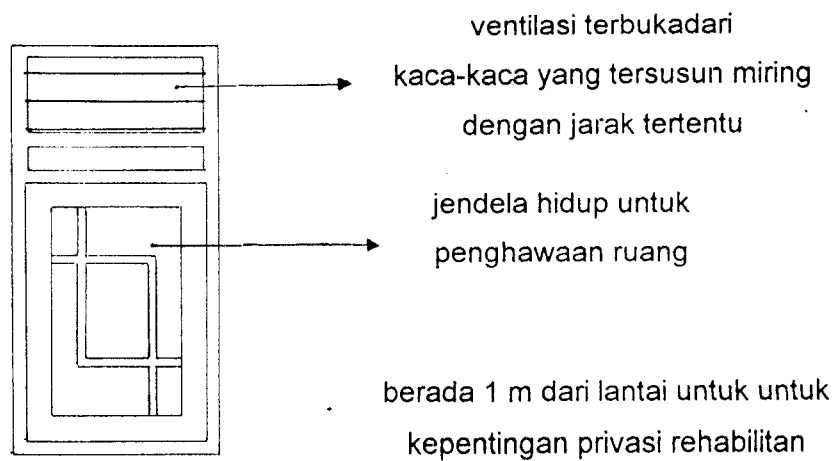 ventilasi terbukadari
kaca-kaca yang tersusun miring
dengan jarak tertentu
jendela hidup untuk
penghawaan ruang
berada 1 m dari lantai untuk untuk
kepentingan privasi rehabilitan